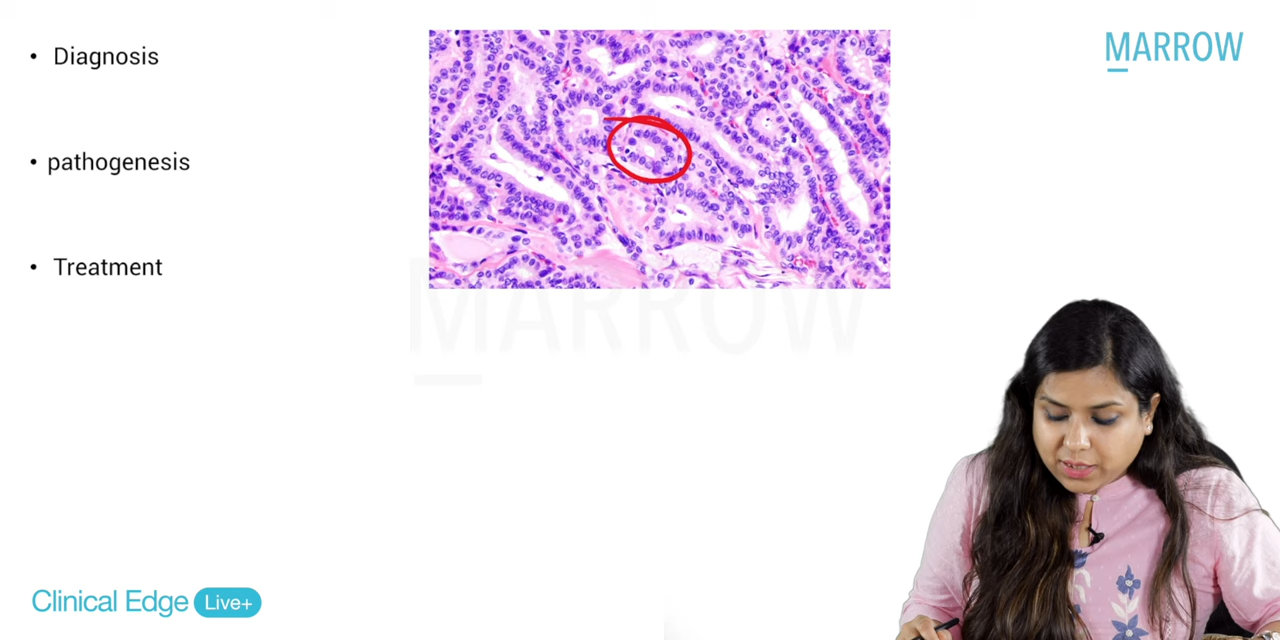 Diagnosis
pathogenesis
Treatment
MARROW
MARROW
Clinical Edge Live+